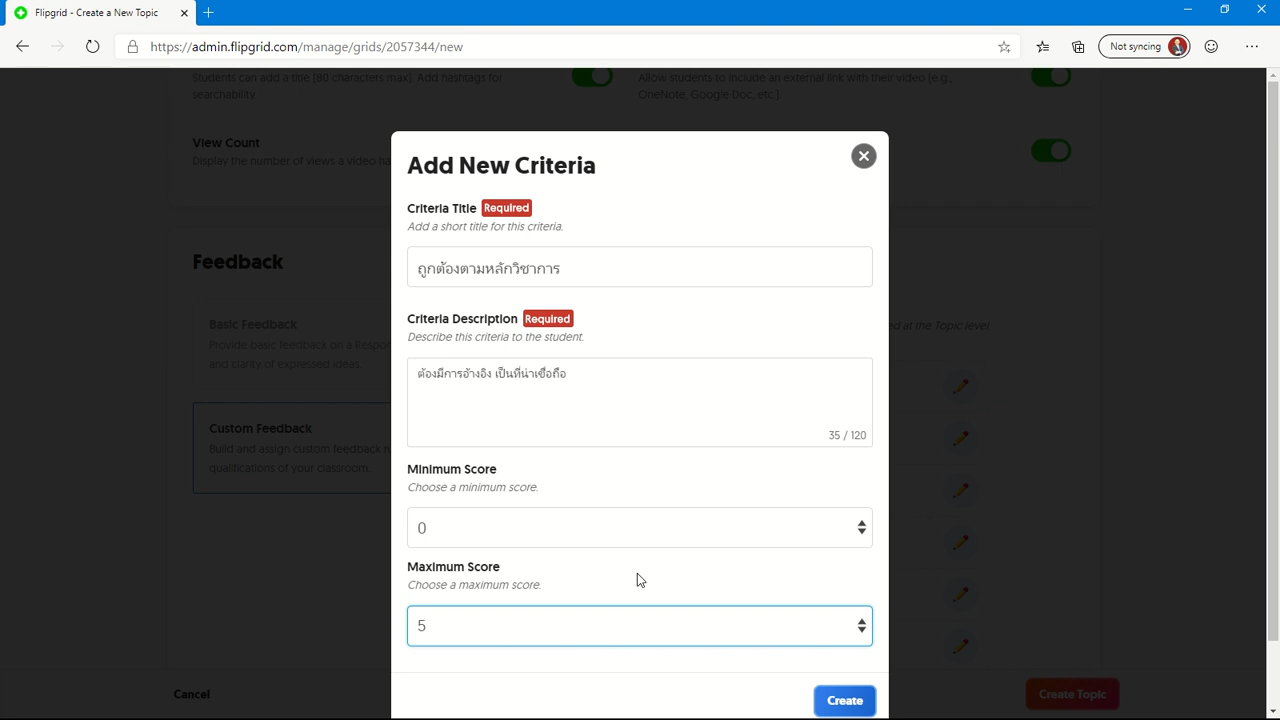 Flipgrid - Create a New Topic
https://admin.flipgrid.com/manage/grids/2057344/new
Not syncing
Students can add a title (80 characters max). Add hashtags for
searchability
Allow students to include an external link with their video (e.g.,
OneNote, Google Doc, etc.)
View Count
Display the number of views a video ha
Add New Criteria
Criteria Title Required
Add a short title for this criteria.
ถูกต้องตามหลักวิชาการ
Criteria Description Required
Describe this criteria to the student.
ต้องมีการอ้างอิง เป็นที่น่าเชื่อถือ
35 / 120
Minimum Score
Choose a minimum score.
0
Maximum Score
Choose a maximum score.
5
Create
Feedback
Basic Feedback
Provide basic feedback on a Respon
and clarity of expressed ideas.
ed at the Topic level
Custom Feedback
Build and assign custom feedback
qualifications of your classroom.
Cancel
Create Topic